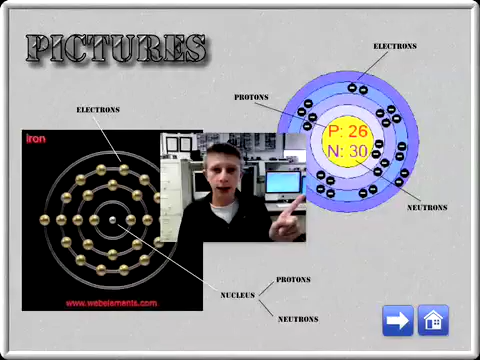 PICTURES
ELECTRONS
PROTONS
ELECTRONS
P: 26
N: 30
Iron
NEUTRONS
PROTONS
NUCLEUS
www.webelements.com
NEUTRONS